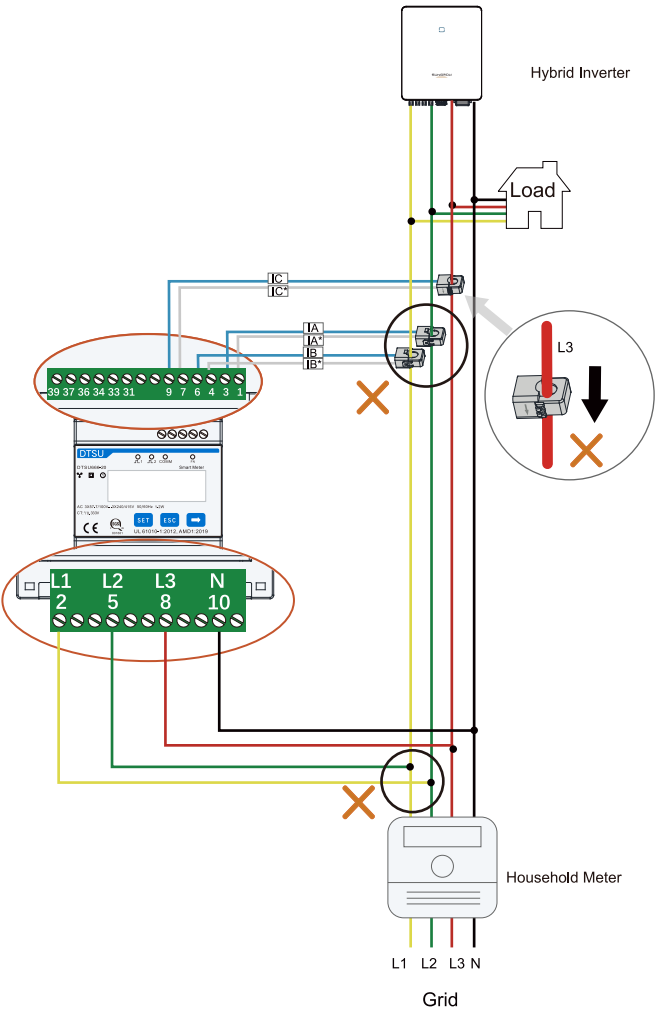 Hybrid Inverter
Load
IC
IC*
IA
IA*
IB
IB*
L3
39 37 36 34 33 31 9 7 6 4 3 1
DTSU
Smart Meter
SET ESC
UL 61010-1:2012, AMD1:2019
L1 L2 L3 N
2 5 8 10
Household Meter
L1 L2 L3 N
Grid